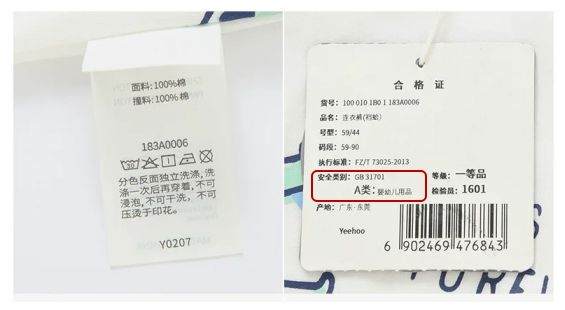 面料: 100%棉
撞料: 100%棉
183A0006
分色反面独立洗涤,洗
涤一次后再穿着,不可
浸泡,不可干洗，不可
压烫于印花。
Y0207
合格证
货号: 100 010 1B0 1 183A0006
品名: 连衣裤(裆蛤)
号型: 59/44
码段: 59-90
执行标准: FZ/T 73025-2013
安全类别: GB 31701
A类: 婴幼儿用品
等级: 一等品
检验员: 1601
产地: 广东·东莞
Yeehoo
6 902469 476843